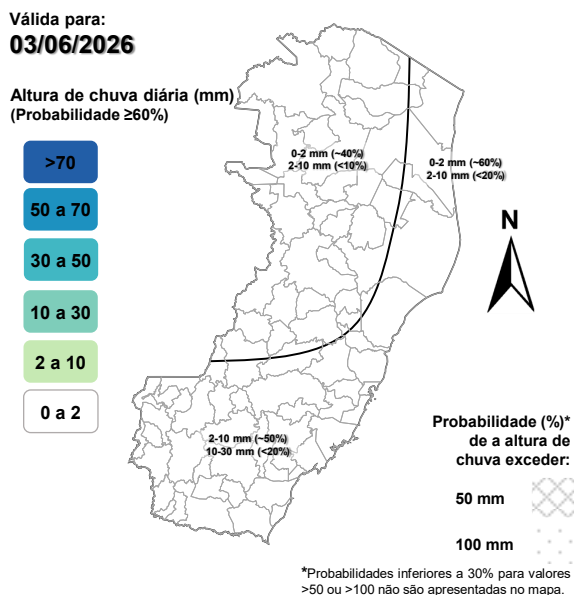 Válida para:
03/06/2026
Altura de chuva diária (mm)
(Probabilidade ≥60%)
>70
50 a 70
30 a 50
10 a 30
2 a 10
0 a 2
0-2 mm (~40%)
2-10 mm (<10%)
0-2 mm (~60%)
2-10 mm (<20%)
N
2-10 mm (~50%)
10-30 mm (<20%)
Probabilidade (%)*
de a altura de
chuva exceder:
50 mm
100 mm
*Probabilidades inferiores a 30% para valores
>50 ou >100 não são apresentadas no mapa.